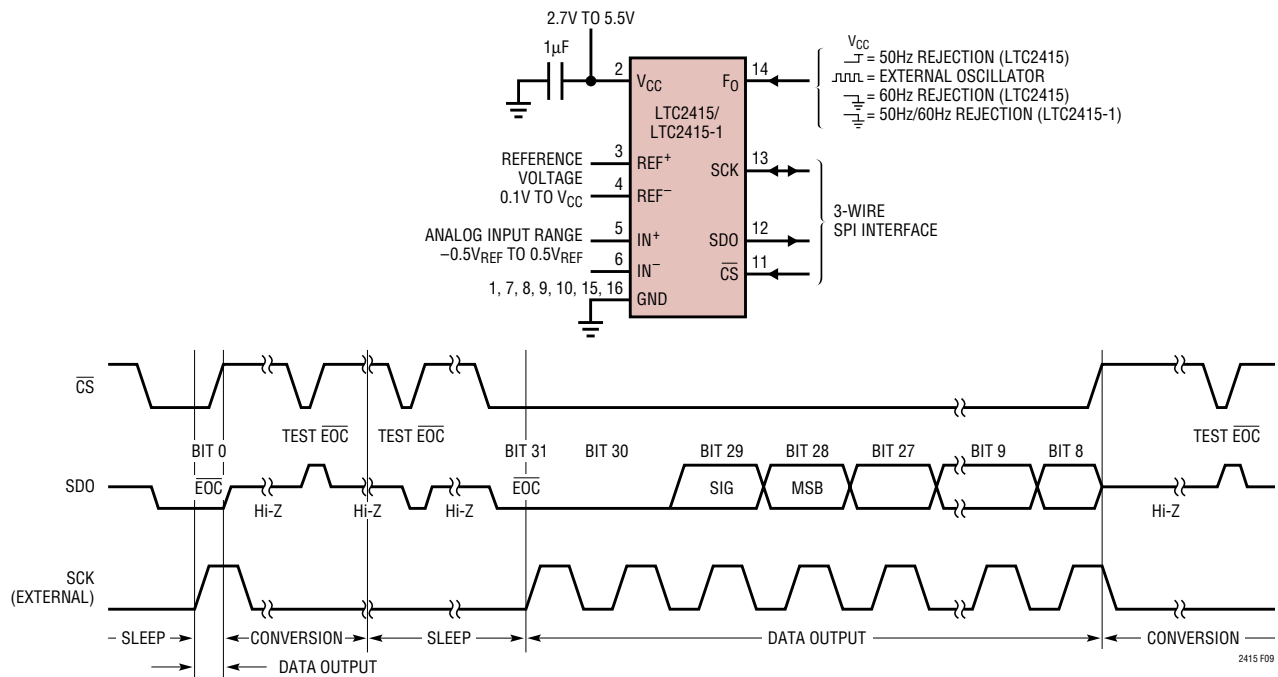 2.7V TO 5.5V
1µF
2
VCC
14
FO
LTC2415/
LTC2415-1
VCC
= 50Hz REJECTION (LTC2415)
= EXTERNAL OSCILLATOR
= 60Hz REJECTION (LTC2415)
= 50Hz/60Hz REJECTION (LTC2415-1)
REFERENCE
VOLTAGE
0.1V TO VCC
3
REF+
4
REF−
13
SCK
12
SDO
11
CS
3-WIRE
SPI INTERFACE
ANALOG INPUT RANGE
−0.5VREF TO 0.5VREF
5
IN+
6
IN−
1, 7, 8, 9, 10, 15, 16
GND
CS
TEST EOC
TEST EOC
TEST EOC
BIT 0
BIT 31
BIT 30
BIT 29
BIT 28
BIT 27
BIT 9
BIT 8
SDO
EOC
EOC
SIG
MSB
Hi-Z
Hi-Z
Hi-Z
Hi-Z
SCK
(EXTERNAL)
SLEEP
CONVERSION
SLEEP
DATA OUTPUT
CONVERSION
DATA OUTPUT
2415 F09